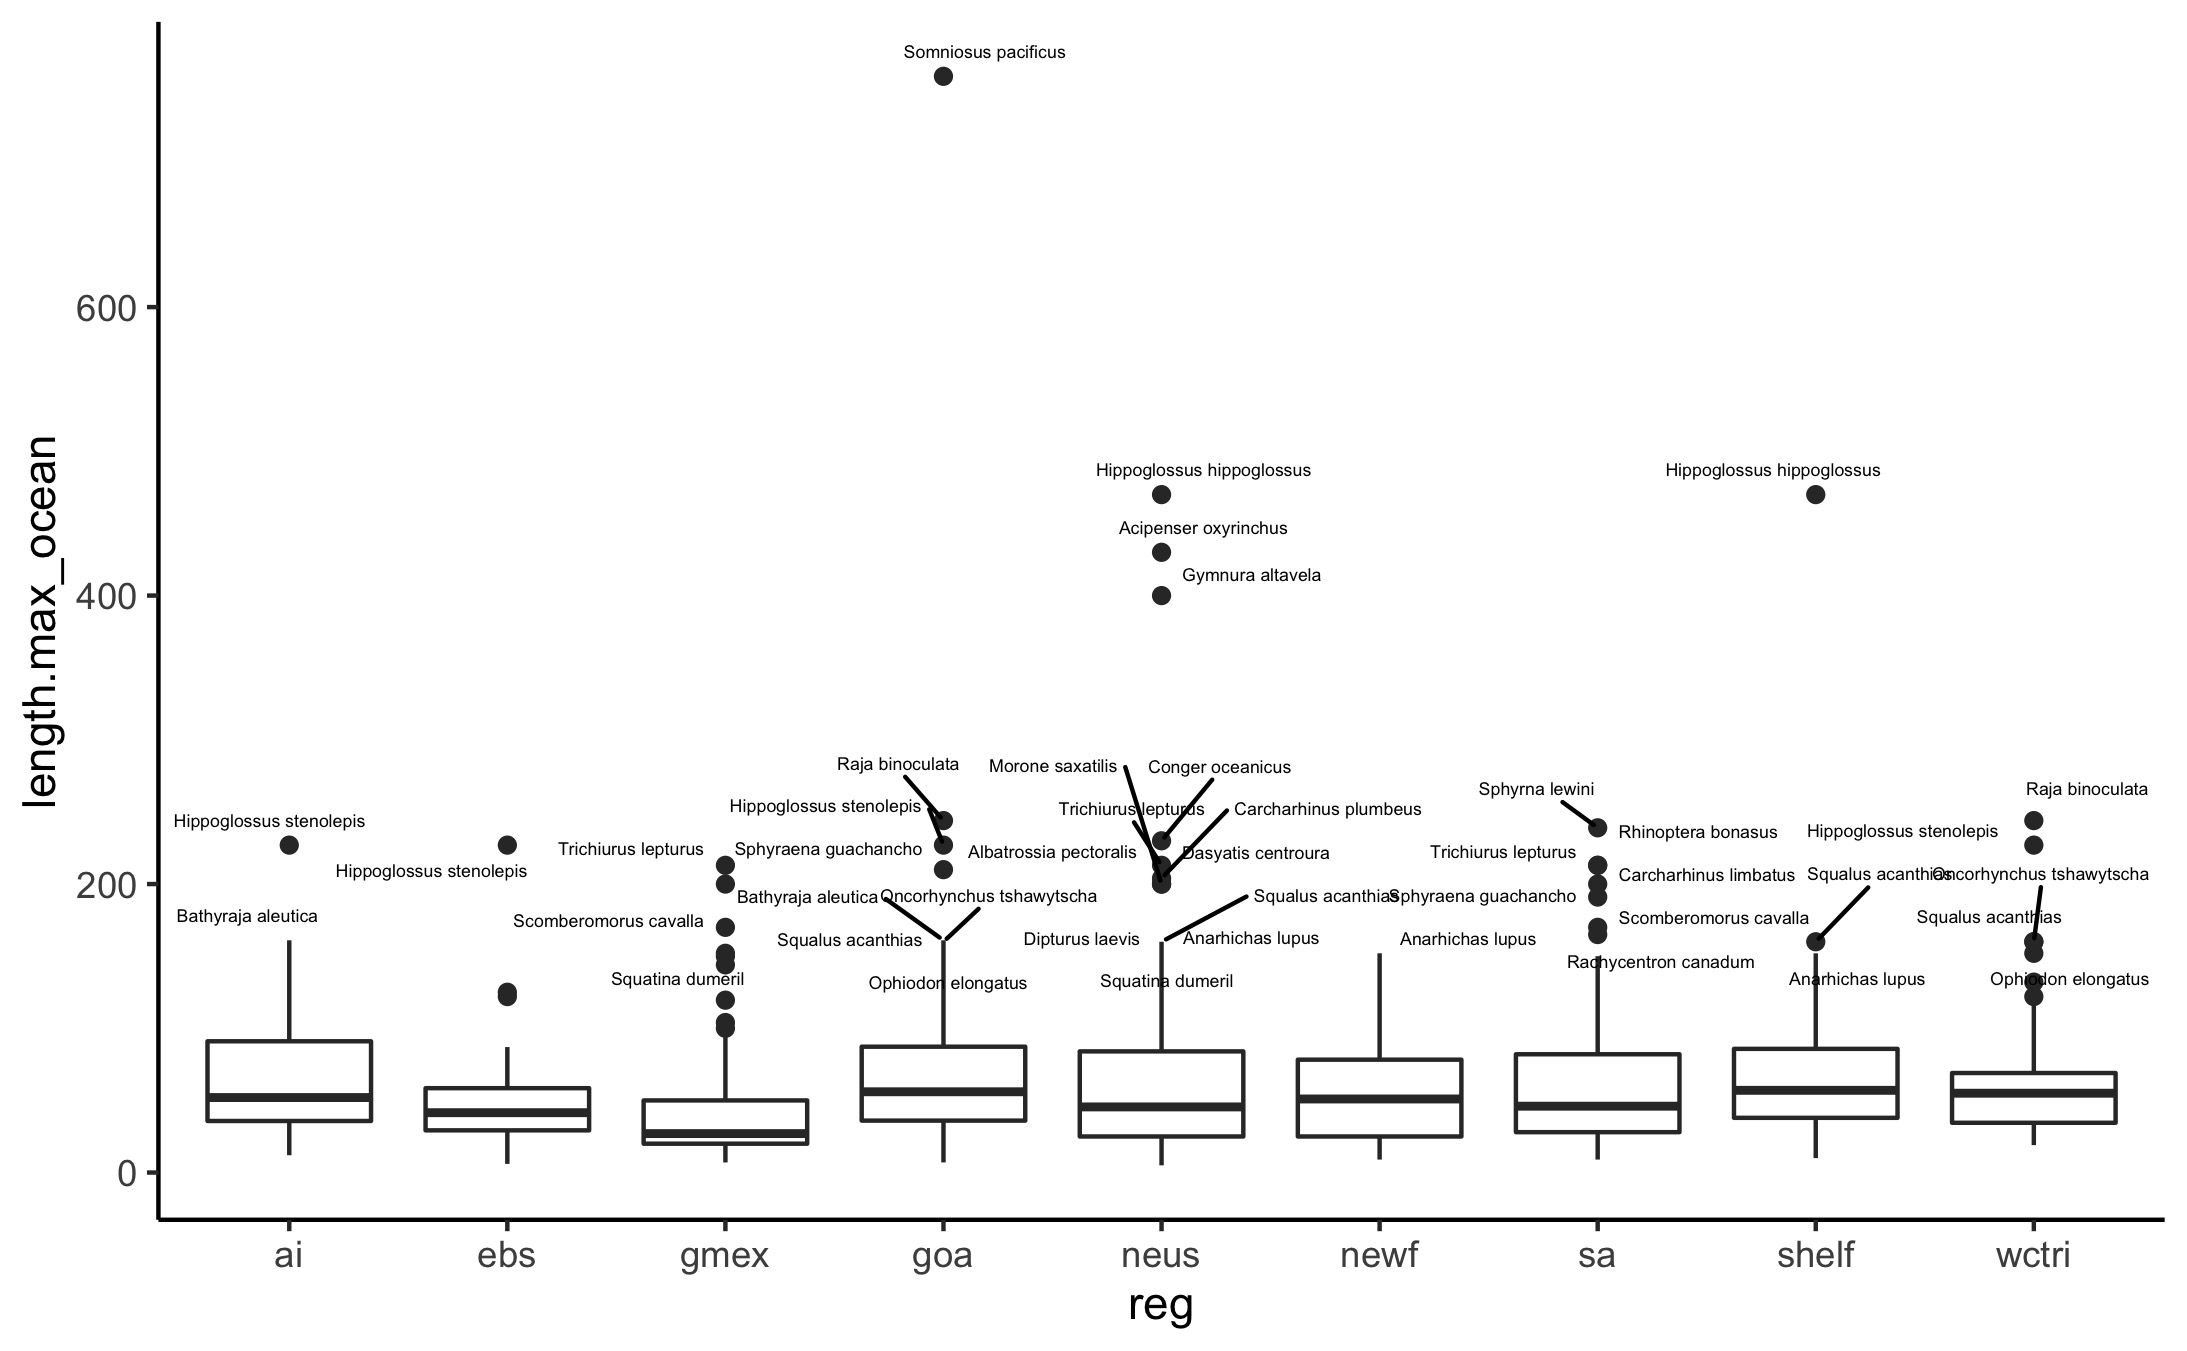 Somniosus pacificus
600
Hippoglossus hippoglossus
Hippoglossus hippoglossus
Acipenser oxyrinchus
Gymnura altavela
400
length.max_ocean
Raja binoculata
Morone saxatilis
Conger oceanicus
Sphyrna lewini
Raja binoculata
Hippoglossus stenolepis
Trichiurus lepturus
Carcharhinus plumbeus
Hippoglossus stenolepis
Rhinoptera bonasus
Hippoglossus stenolepis
Trichiurus lepturus
Sphyraena guachancho
Albatrossia pectoralis
Dasyatis centroura
Trichiurus lepturus
Hippoglossus stenolepis
Carcharhinus limbatus
Squalus acanthias
Oncorhynchus tshawytscha
200
Bathyraja aleutica
Oncorhynchus tshawytscha
Squalus acanthias
Sphyraena guachancho
Bathyraja aleutica
Scomberomorus cavalla
Scomberomorus cavalla
Squalus acanthias
Squalus acanthias
Dipturus laevis
Anarhichas lupus
Anarhichas lupus
Rachycentron canadum
Squatina dumeril
Ophiodon elongatus
Squatina dumeril
Anarhichas lupus
Ophiodon elongatus
0
ai
ebs
gmex
goa
neus
newf
sa
shelf
wctri
reg